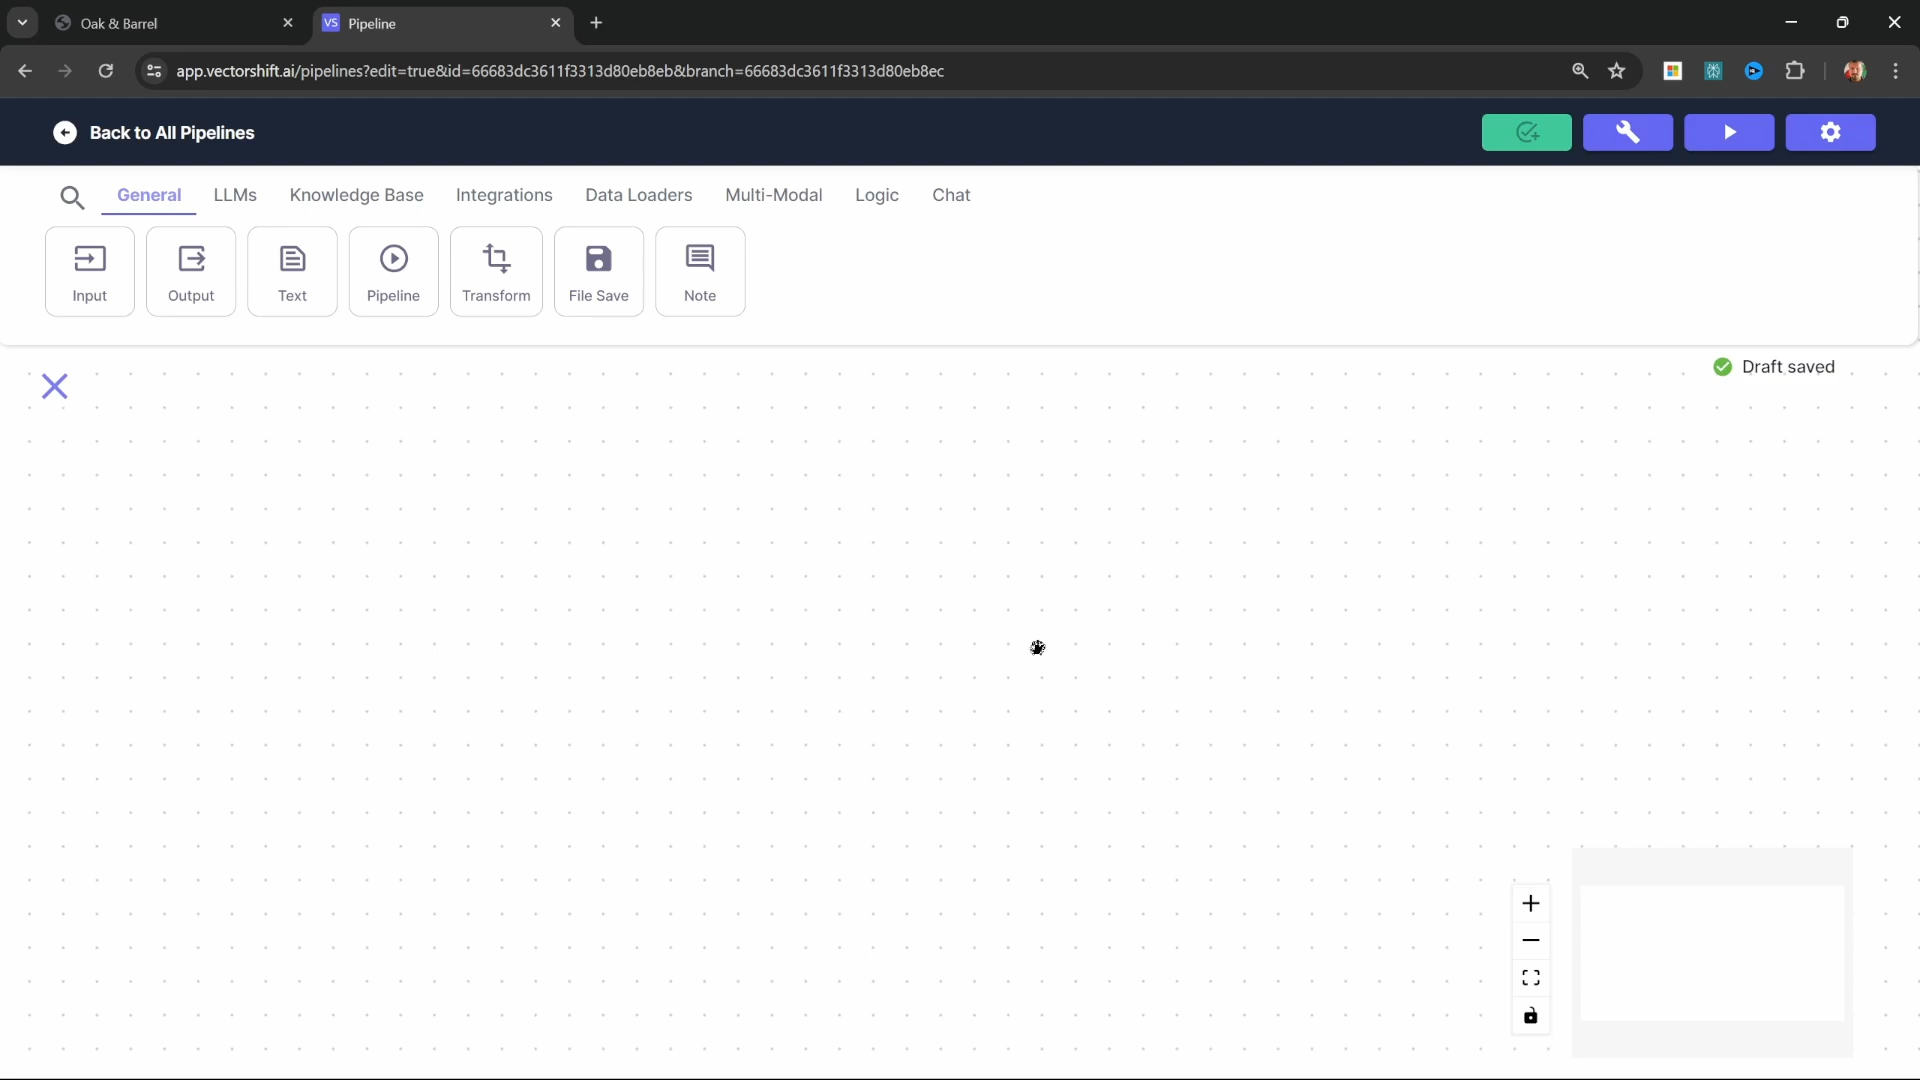 Oak & Barrel
VS Pipeline
app.vectorshift.ai/pipelines?edit=true&id=66683dc3611f3313d80eb8eb&branch=66683dc3611f3313d80eb8ec
Back to All Pipelines
General LLMs Knowledge Base Integrations Data Loaders Multi-Modal Logic Chat
Input Output Text Pipeline Transform File Save Note
Draft saved